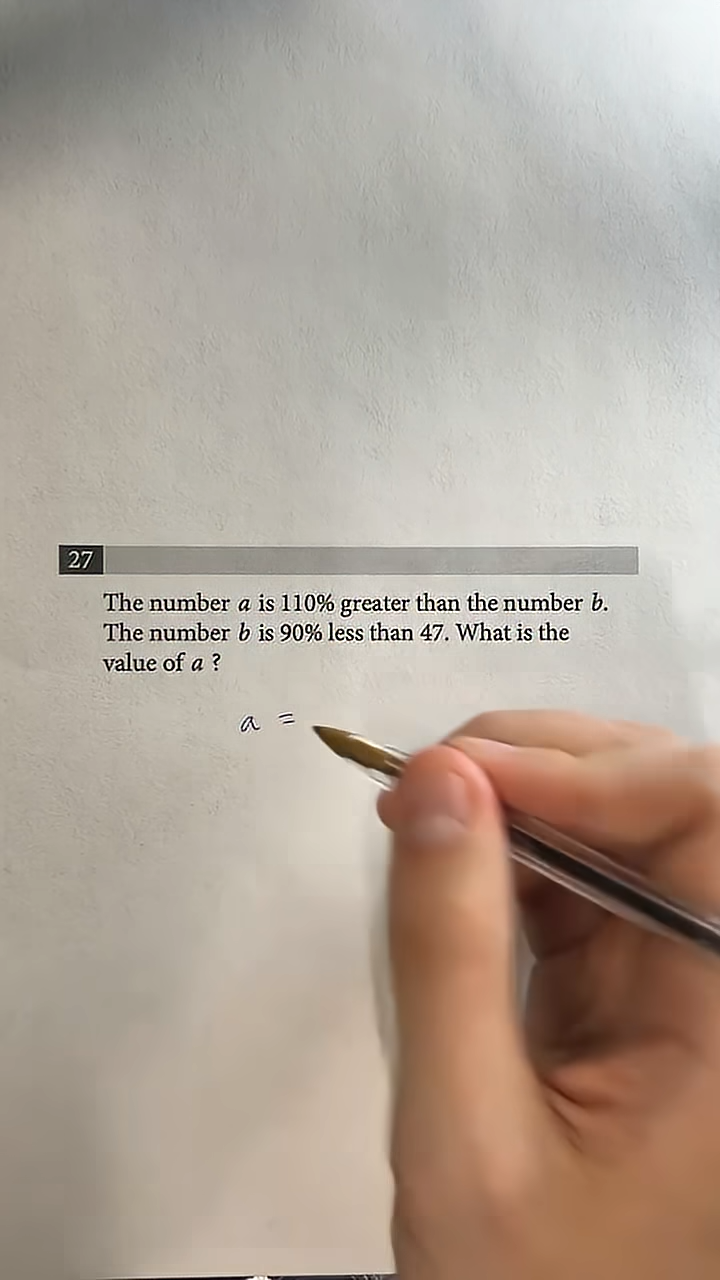 27
The number a is 110% greater than the number b.
The number b is 90% less than 47. What is the
value of a ?
a =